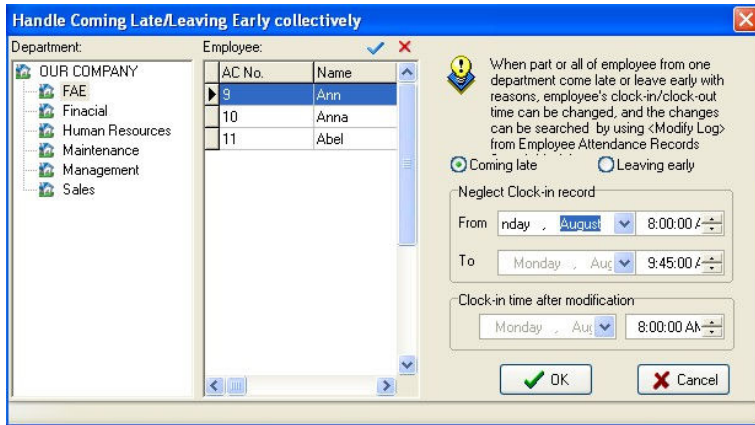 Handle Coming Late/Leaving Early collectively
Department:
OUR COMPANY
FAE
Finacial
Human Resources
Maintenance
Management
Sales
Employee:
AC No. Name
9 Ann
10 Anna
11 Abel
When part or all of employee from one
department come late or leave early with
reasons, employee's clock-in/clock-out
time can be changed, and the changes
can be searched by using <Modify Log>
from Employee Attendance Records
Coming late Leaving early
Neglect Clock-in record
From nday , August 8:00:00 A
To Monday , Aug 9:45:00 A
Clock-in time after modification
Monday , Aug 8:00:00 AM
OK Cancel